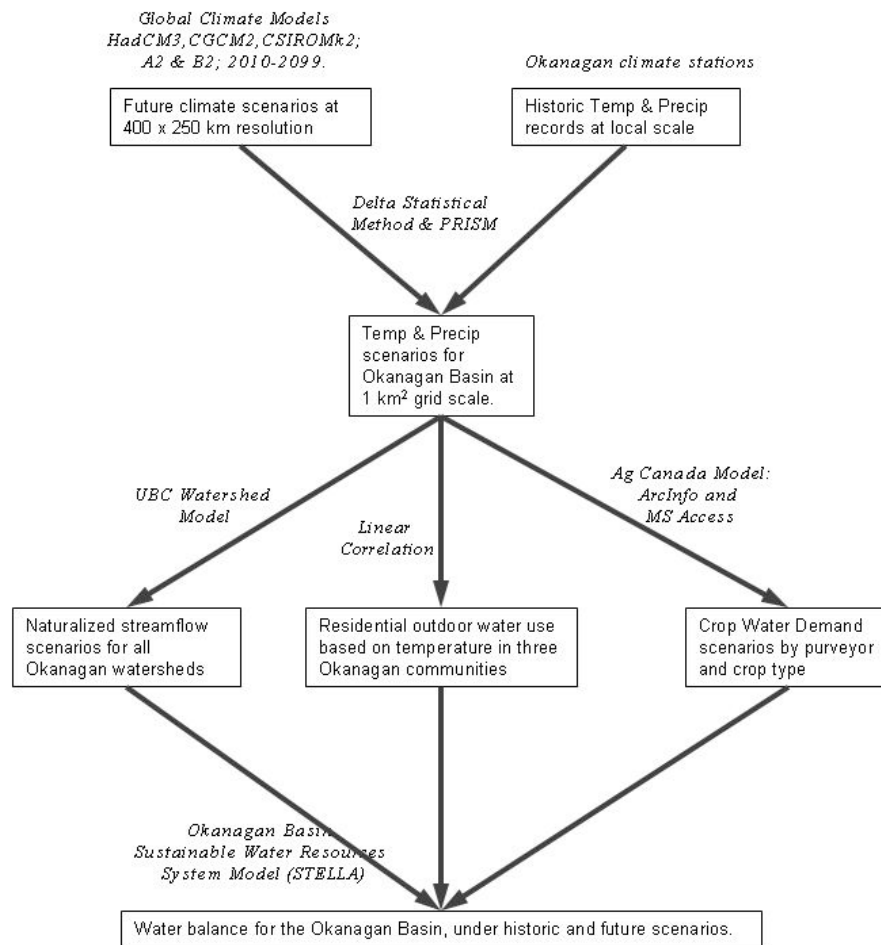 Global Climate Models
HadCM3,CGCM2,CSIROMk2;
A2 & B2; 2010-2099.
Okanagan climate stations
Future climate scenarios at
400 x 250 km resolution
Historic Temp & Precip
records at local scale
Delta Statistical
Method & PRISM
Temp & Precip
scenarios for
Okanagan Basin at
1 km² grid scale.
UBC Watershed
Model
Linear
Correlation
Ag Canada Model:
ArcInfo and
MS Access
Naturalized streamflow
scenarios for all
Okanagan watersheds
Residential outdoor water use
based on temperature in three
Okanagan communities
Crop Water Demand
scenarios by purveyor
and crop type
Okanagan Basin
Sustainable Water Resources
System Model (STELLA)
Water balance for the Okanagan Basin, under historic and future scenarios.